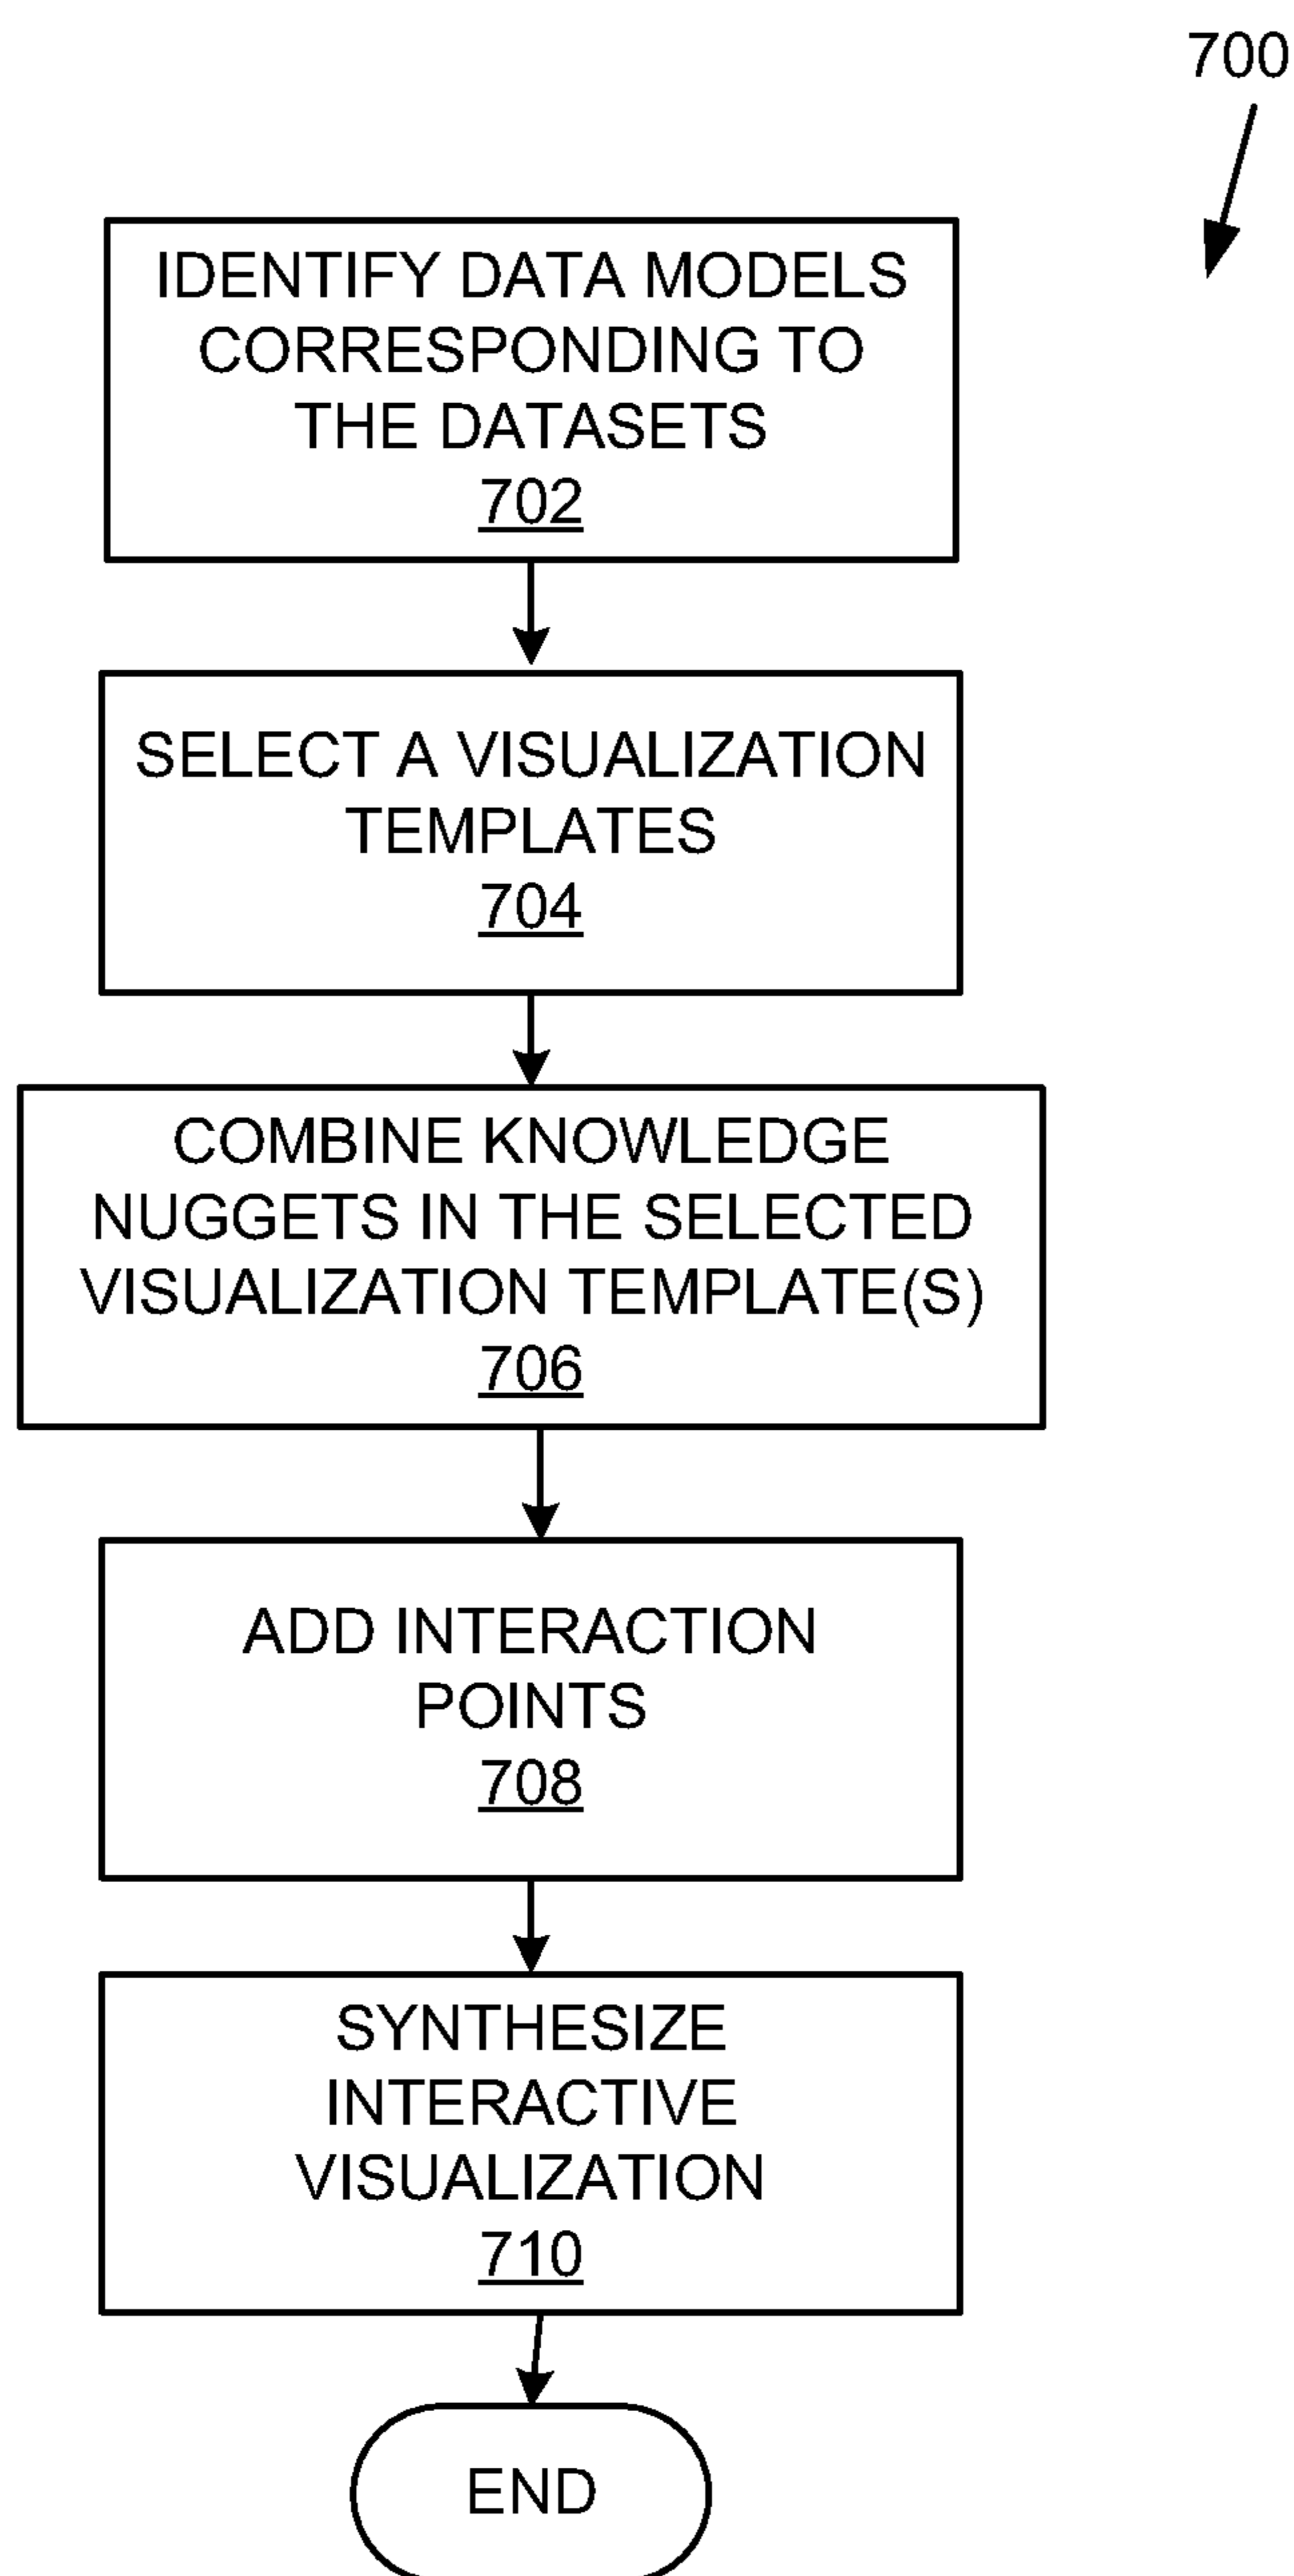 700
IDENTIFY DATA MODELS
CORRESPONDING TO
THE DATASETS
702
SELECT A VISUALIZATION
TEMPLATES
704
COMBINE KNOWLEDGE
NUGGETS IN THE SELECTED
VISUALIZATION TEMPLATE(S)
706
ADD INTERACTION
POINTS
708
SYNTHESIZE
INTERACTIVE
VISUALIZATION
710
END